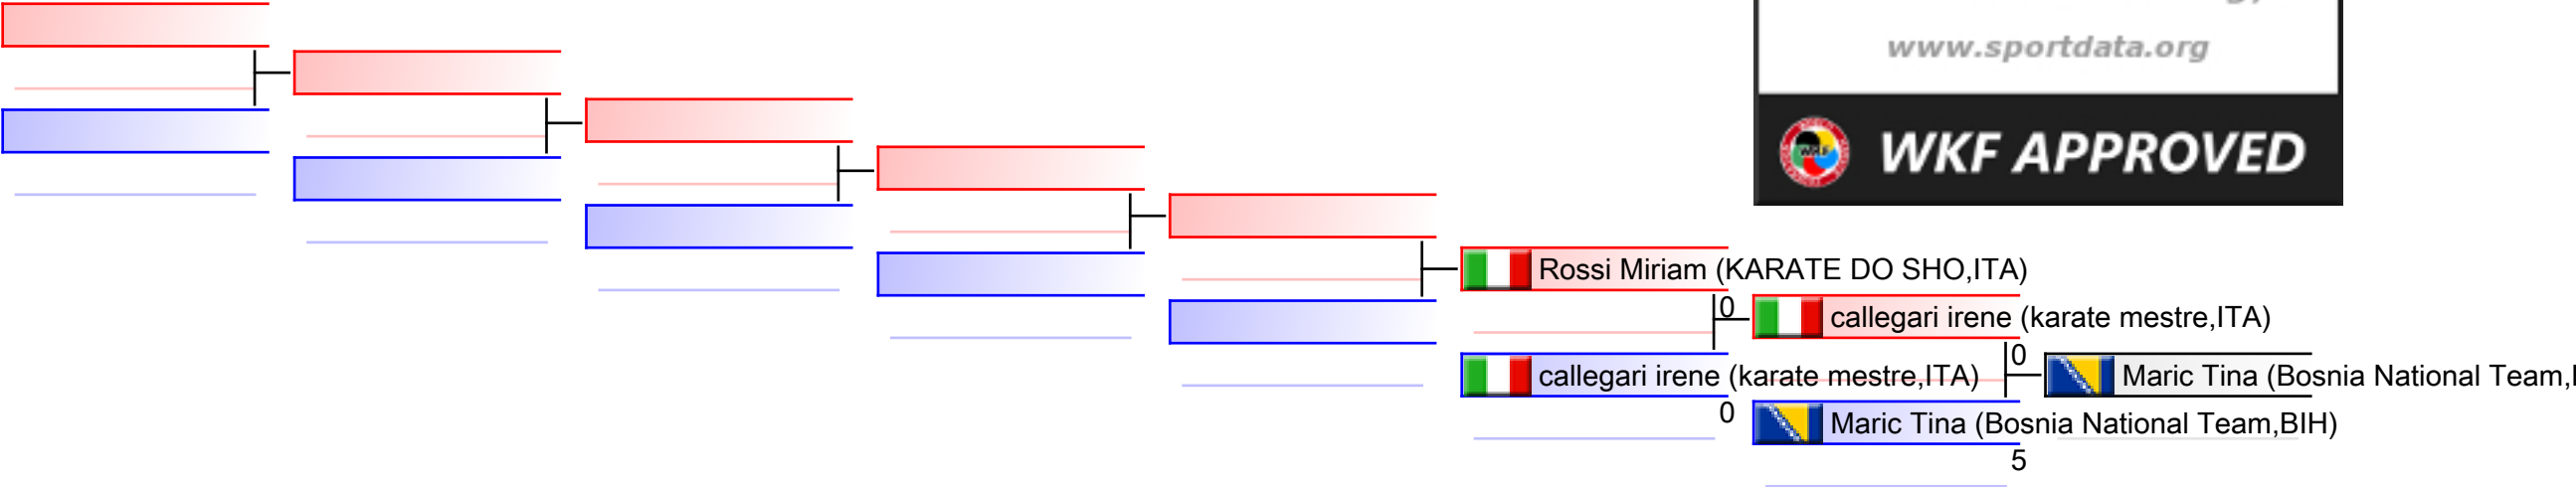 www.sportdata.org
WKF APPROVED
Rossi Miriam (KARATE DO SHO,ITA)
0
callegari irene (karate mestre,ITA)
callegari irene (karate mestre,ITA)
0
Maric Tina (Bosnia National Team,
0
Maric Tina (Bosnia National Team,BIH)
5